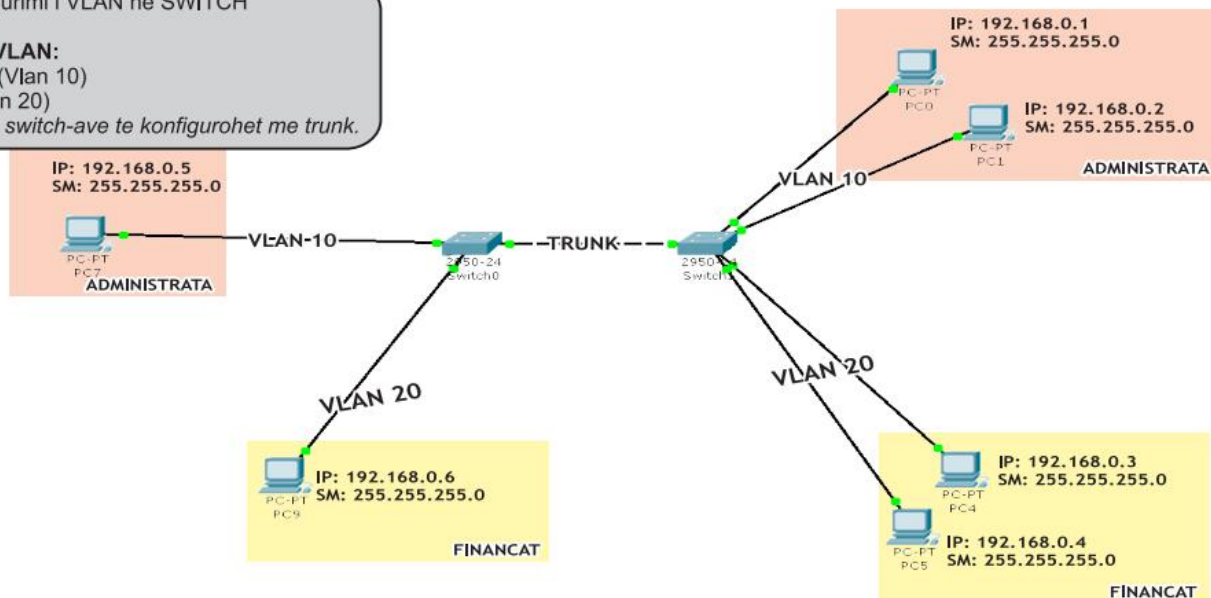 urimi i VLAN ne SWITCH
VLAN:
(Vlan 10)
n 20)
switch-ave te konfigurohet me trunk.
IP: 192.168.0.5
SM: 255.255.255.0
PC-PT
PC7
ADMINISTRATA
VLAN 10
2950-24
Switch0
TRUNK
Switch
VLAN 10
IP: 192.168.0.1
SM: 255.255.255.0
PC-PT
PC0
IP: 192.168.0.2
SM: 255.255.255.0
PC-PT
PC1
ADMINISTRATA
VLAN 20
IP: 192.168.0.6
SM: 255.255.255.0
PC-PT
PC9
FINANCAT
VLAN 20
IP: 192.168.0.3
SM: 255.255.255.0
PC-PT
PC4
IP: 192.168.0.4
SM: 255.255.255.0
PC-PT
PC5
FINANCAT